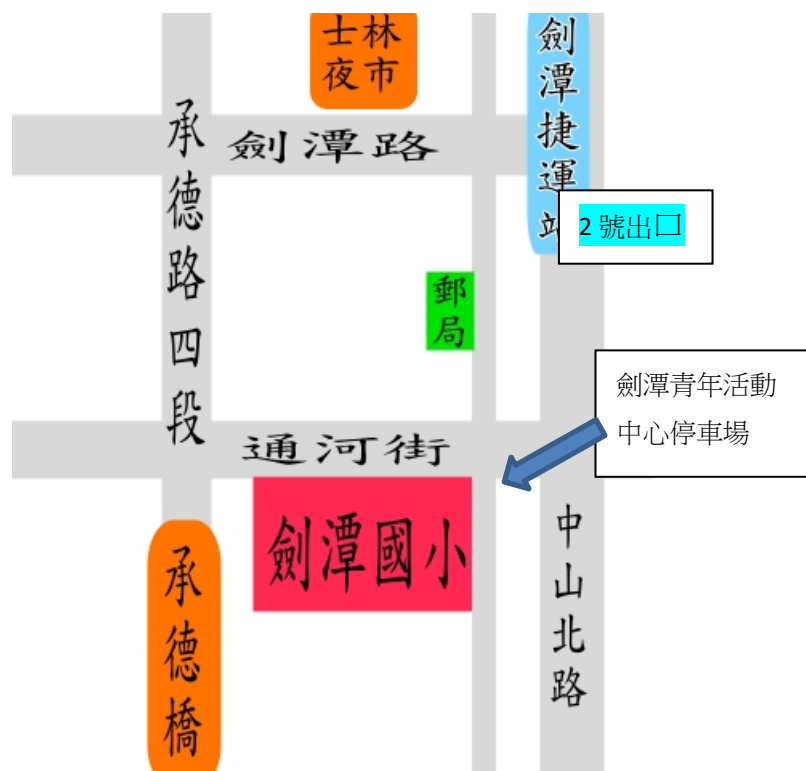 士林
夜市
劍潭捷運站
承德路四段
劍潭路
2 號出口
郵局
劍潭青年活動
中心停車場
通河街
劍潭國小
中山北路
承德橋